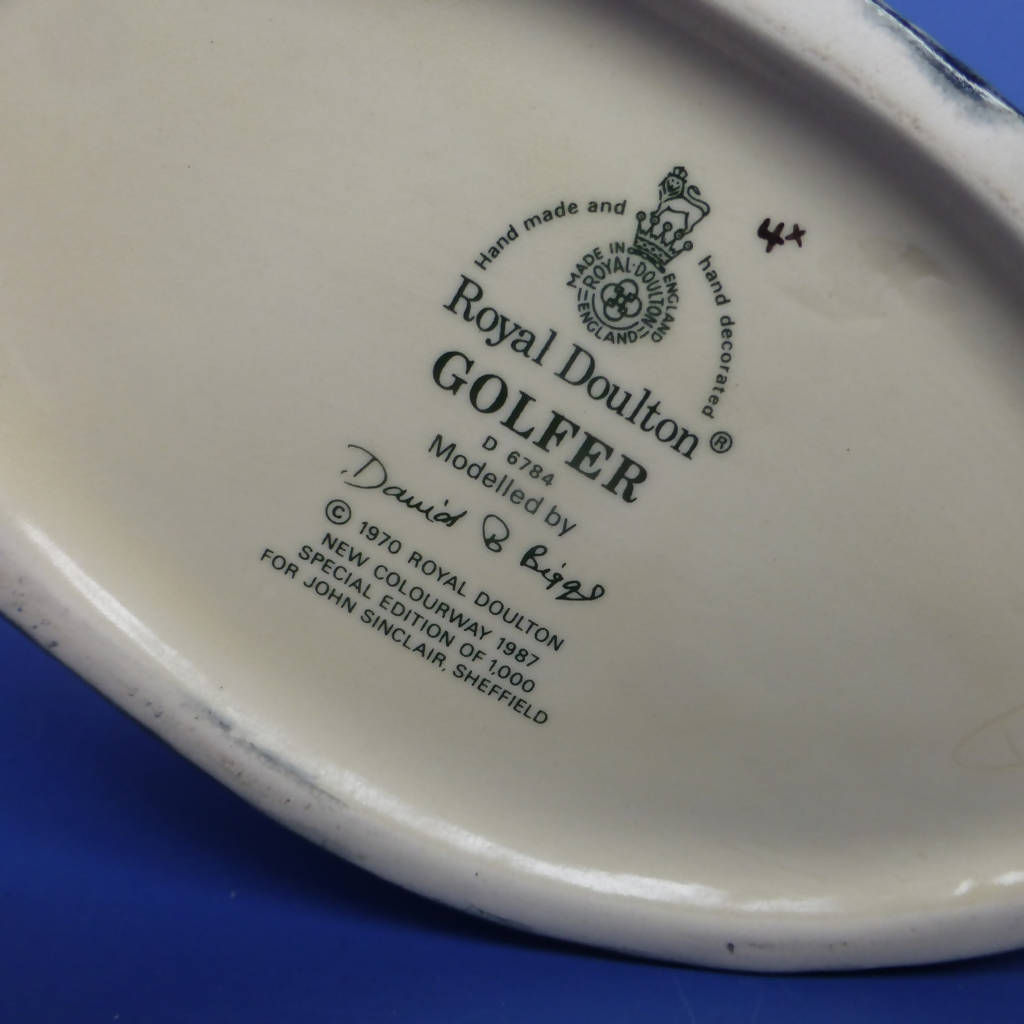 Hand made and hand decorated
MADE IN ENGLAND
ROYAL·DOULTON
ENGLAND
Royal Doulton ®
GOLFER
D 6784
Modelled by
David B Biggs
© 1970 ROYAL DOULTON
NEW COLOURWAY 1987
SPECIAL EDITION OF 1,000
FOR JOHN SINCLAIR, SHEFFIELD
4x